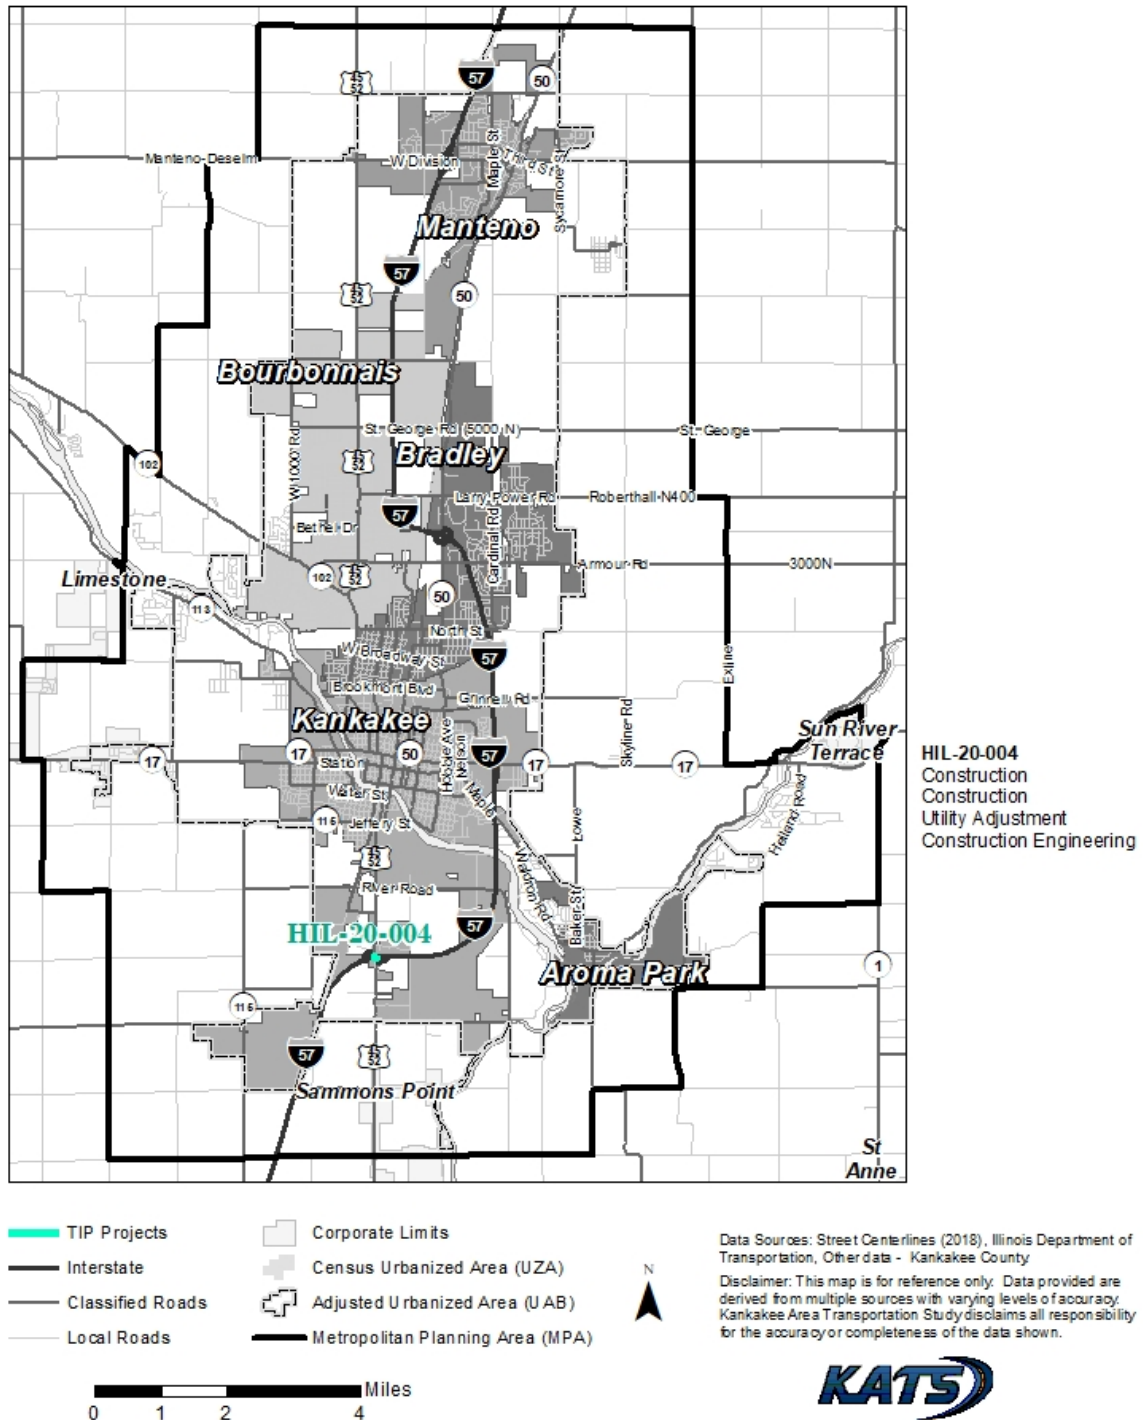 57
50
45
52
Manteno-Deselm
W Division
Maple St
Third St
Sycamore St
Manteno
57
45
52
50
Bourbonnais
St. George Rd (5000 N)
St. George
Bradley
W 1000 Rd
102
45
52
Larry Power Rd
Roberthall-N400
57
Bethel Dr
Cardinal Rd
Armour Rd
3000N
Limestone
102
45
52
50
113
North St
W Broadway St
57
Brookmont Blvd
Grinnell Rd
Exline
Skyline Rd
Kankakee
Sun River
Terrace
17
50
Hobbie Ave
Nelson
57
17
17
17
Station
Water St
Maple
115
Jeffery St
Lowe
Heiland Road
45
52
River Road
Waldron Rd
Baker St
57
HIL-20-004
Aroma Park
1
115
57
45
52
Sammons Point
St
Anne
HIL-20-004
Construction
Construction
Utility Adjustment
Construction Engineering
TIP Projects
Interstate
Classified Roads
Local Roads
Corporate Limits
Census Urbanized Area (UZA)
Adjusted Urbanized Area (UAB)
Metropolitan Planning Area (MPA)
N
Miles
0 1 2 4
Data Sources: Street Centerlines (2018), Illinois Department of
Transportation, Other data - Kankakee County
Disclaimer: This map is for reference only. Data provided are
derived from multiple sources with varying levels of accuracy.
Kankakee Area Transportation Study disclaims all responsibility
for the accuracy or completeness of the data shown.
KATS